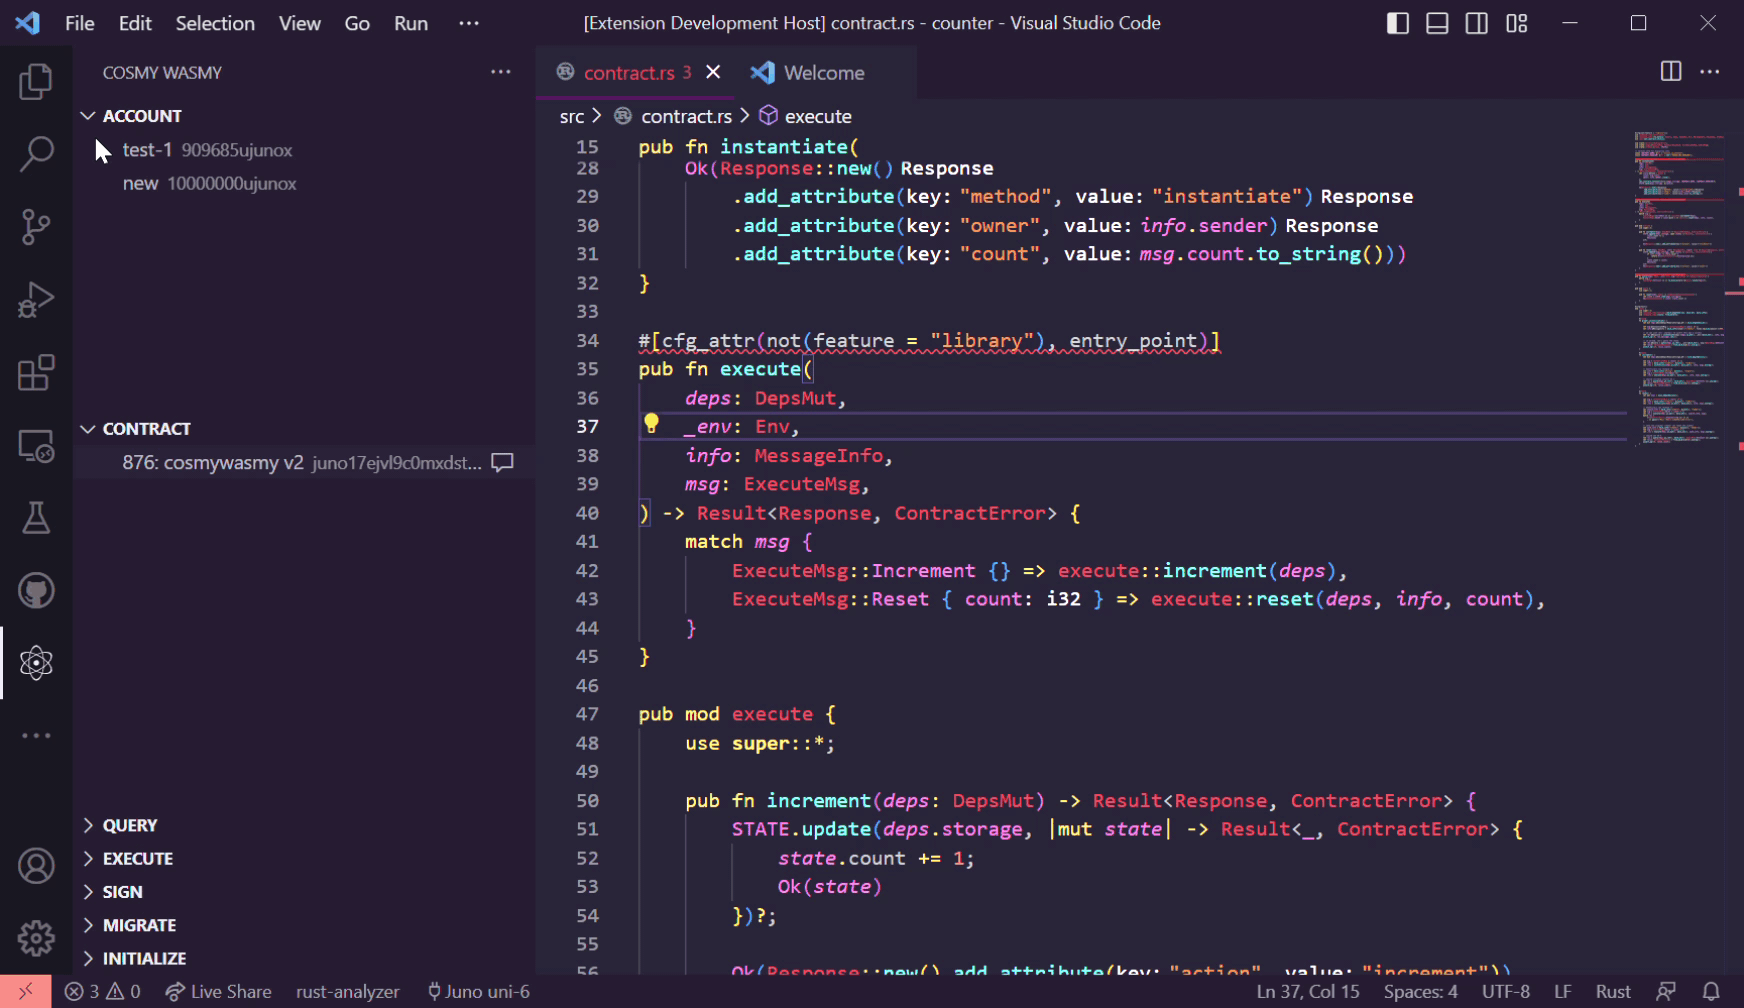 File Edit Selection View Go Run ··· [Extension Development Host] contract.rs - counter - Visual Studio Code
COSMY WASMY ···
contract.rs 3 Welcome ···
src > contract.rs > execute
ACCOUNT
test-1 909685ujunox
new 10000000ujunox
CONTRACT
876: cosmywasmy v2 juno17ejvl9c0mxdst...
QUERY
EXECUTE
SIGN
MIGRATE
INITIALIZE
15 pub fn instantiate(
28 Ok(Response::new() Response
29 .add_attribute(key: "method", value: "instantiate") Response
30 .add_attribute(key: "owner", value: info.sender) Response
31 .add_attribute(key: "count", value: msg.count.to_string()))
32 }
33
34 #[cfg_attr(not(feature = "library"), entry_point)]
35 pub fn execute(
36 deps: DepsMut,
37 _env: Env,
38 info: MessageInfo,
39 msg: ExecuteMsg,
40 ) -> Result<Response, ContractError> {
41 match msg {
42 ExecuteMsg::Increment {} => execute::increment(deps),
43 ExecuteMsg::Reset { count: i32 } => execute::reset(deps, info, count),
44 }
45 }
46
47 pub mod execute {
48 use super::*;
49
50 pub fn increment(deps: DepsMut) -> Result<Response, ContractError> {
51 STATE.update(deps.storage, |mut state| -> Result<_, ContractError> {
52 state.count += 1;
53 Ok(state)
54 })?;
55
56 Ok(Response::new().add_attribute(key: "action", value: "increment"))
3 0 Live Share rust-analyzer Juno uni-6 Ln 37, Col 15 Spaces: 4 UTF-8 LF Rust